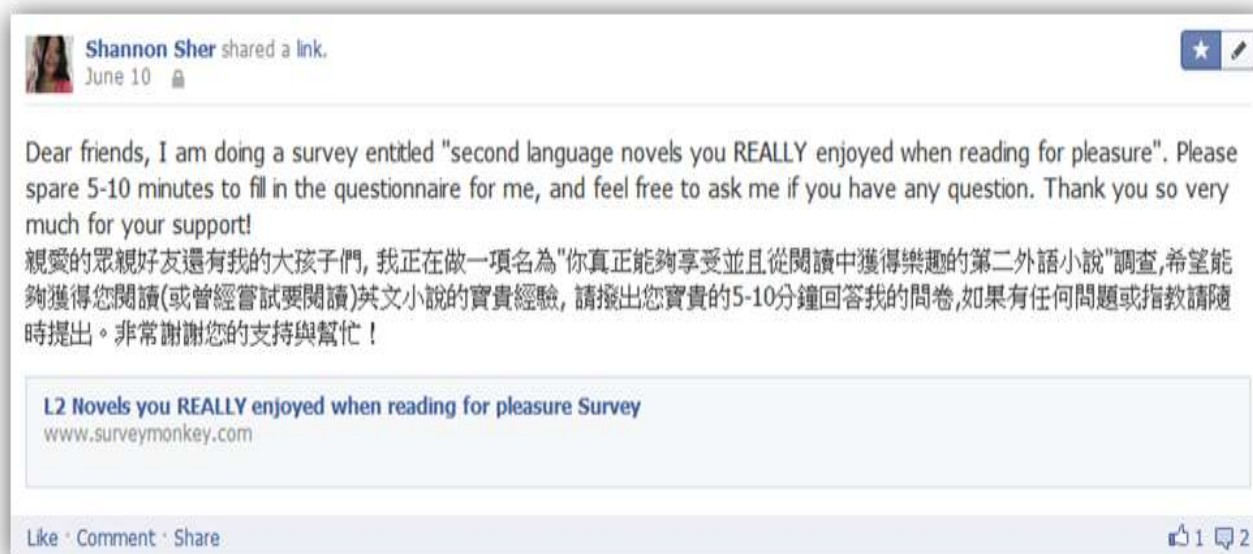 Shannon Sher shared a link.
June 10
Dear friends, I am doing a survey entitled "second language novels you REALLY enjoyed when reading for pleasure". Please
spare 5-10 minutes to fill in the questionnaire for me, and feel free to ask me if you have any question. Thank you so very
much for your support!
親愛的眾親好友還有我的大孩子們, 我正在做一項名為"你真正能夠享受並且從閱讀中獲得樂趣的第二外語小說"調查,希望能
夠獲得您閱讀(或曾經嘗試要閱讀)英文小說的寶貴經驗, 請撥出您寶貴的5-10分鐘回答我的問卷,如果有任何問題或指教請隨
時提出。非常謝謝您的支持與幫忙！
L2 Novels you REALLY enjoyed when reading for pleasure Survey
www.surveymonkey.com
Like · Comment · Share 1 2